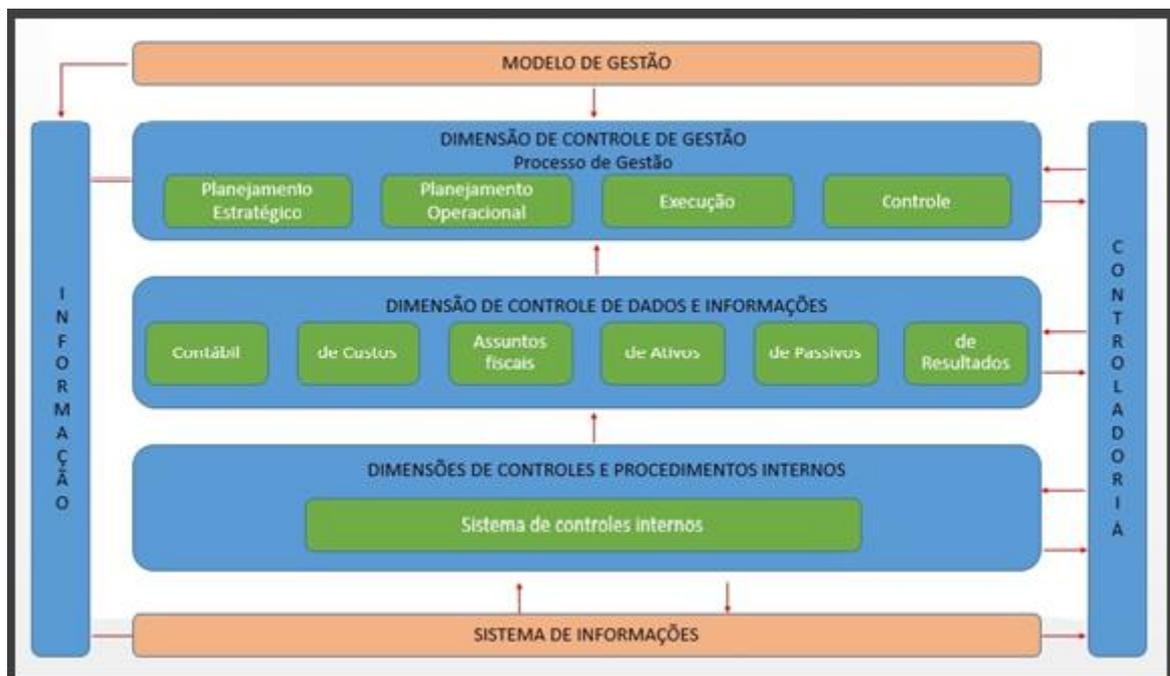 MODELO DE GESTÃO
INFORMAÇÃO
DIMENSÃO DE CONTROLE DE GESTÃO
Processo de Gestão
Planejamento
Estratégico
Planejamento
Operacional
Execução
Controle
DIMENSÃO DE CONTROLE DE DADOS E INFORMAÇÕES
Contábil
de Custos
Assuntos
fiscais
de Ativos
de Passivos
de
Resultados
DIMENSÕES DE CONTROLES E PROCEDIMENTOS INTERNOS
Sistema de controles internos
SISTEMA DE INFORMAÇÕES
CONTROLADORIA